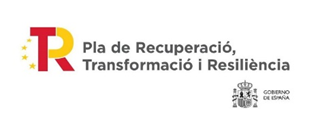 Pla de Recuperació,
Transformació i Resiliència
GOBIERNO
DE ESPAÑA